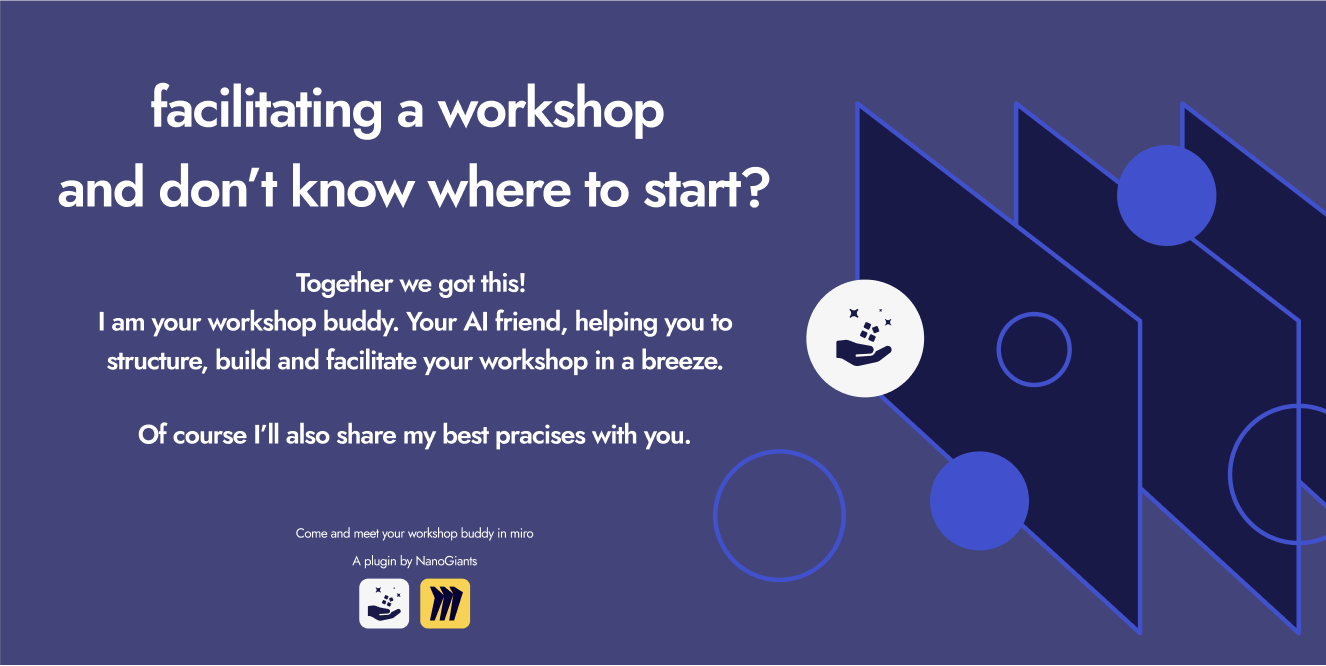 facilitating a workshop
and don’t know where to start?
Together we got this!
I am your workshop buddy. Your AI friend, helping you to
structure, build and facilitate your workshop in a breeze.
Of course I’ll also share my best pracises with you.
Come and meet your workshop buddy in miro
A plugin by NanoGiants